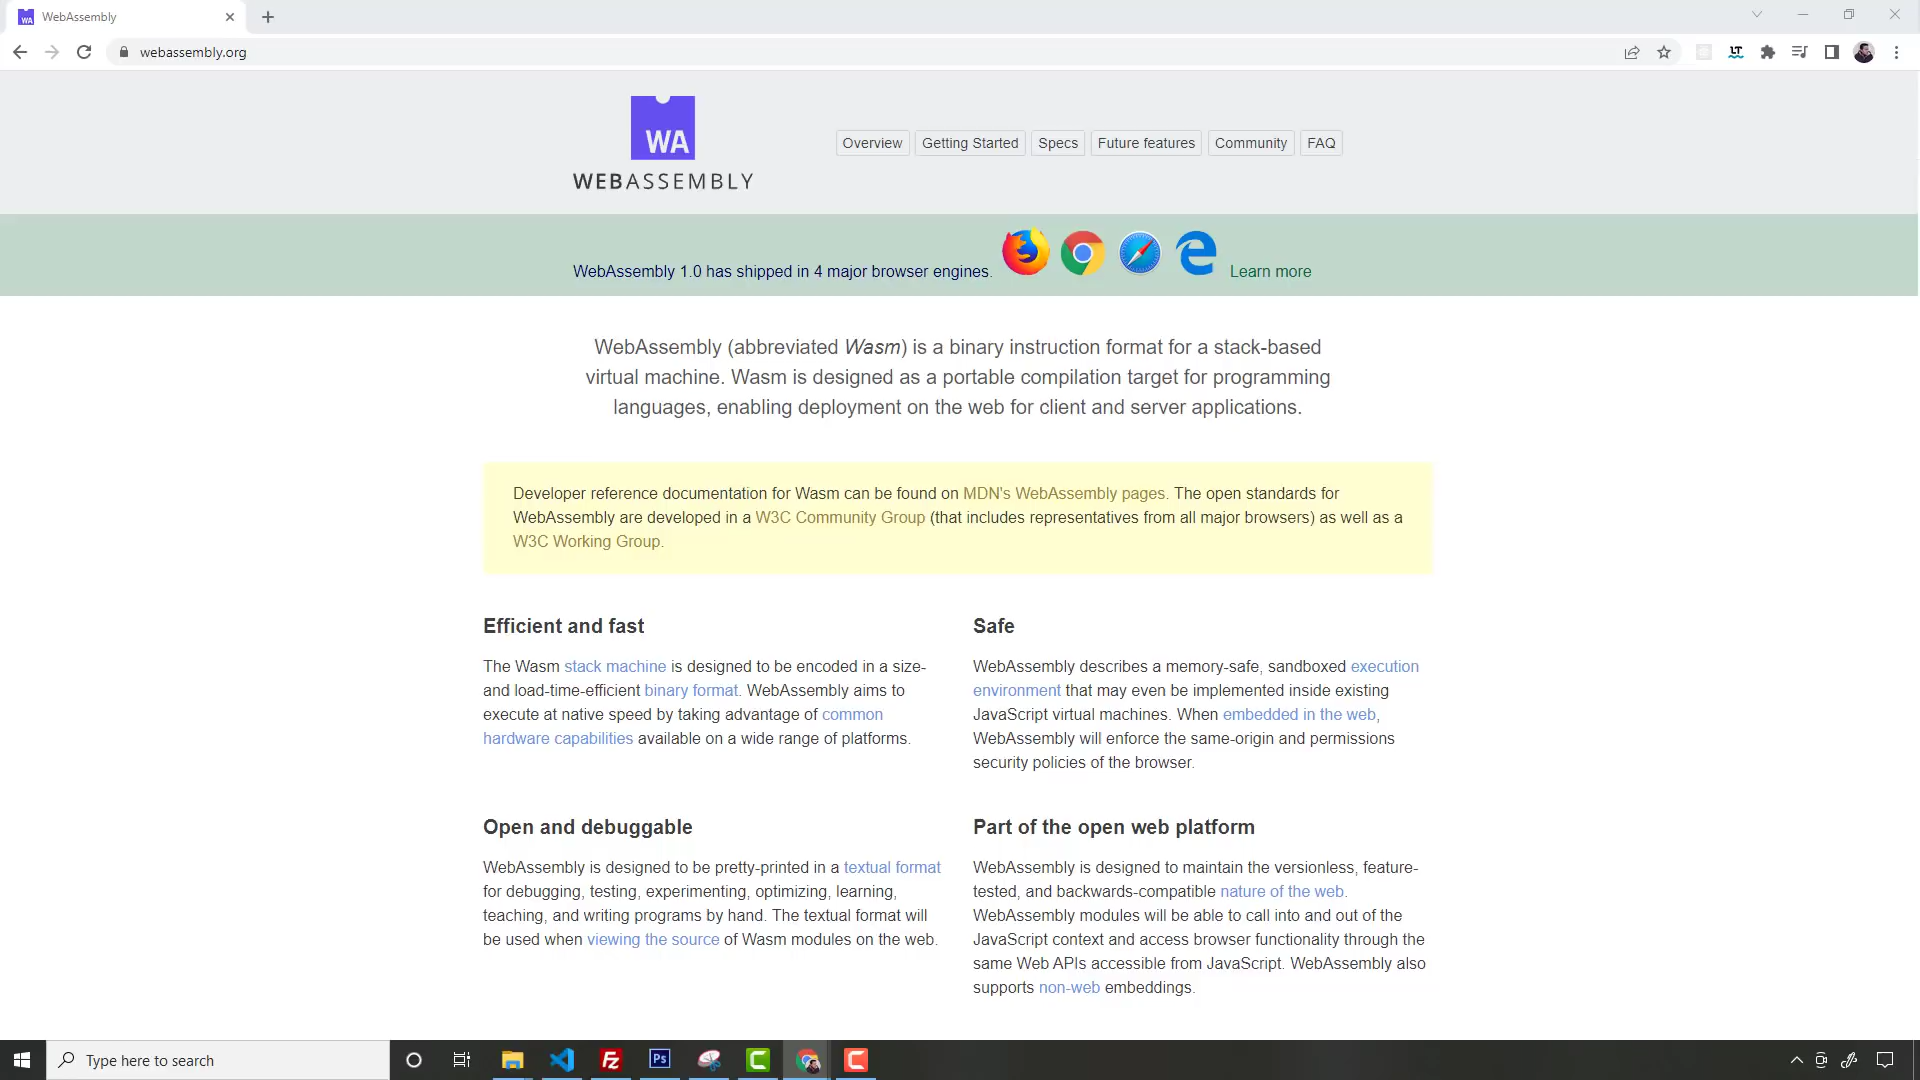 WebAssembly
webassembly.org
WA
WEBASSEMBLY
Overview
Getting Started
Specs
Future features
Community
FAQ
WebAssembly 1.0 has shipped in 4 major browser engines.
Learn more
WebAssembly (abbreviated Wasm) is a binary instruction format for a stack-based
virtual machine. Wasm is designed as a portable compilation target for programming
languages, enabling deployment on the web for client and server applications.
Developer reference documentation for Wasm can be found on MDN's WebAssembly pages. The open standards for
WebAssembly are developed in a W3C Community Group (that includes representatives from all major browsers) as well as a
W3C Working Group.
Efficient and fast
The Wasm stack machine is designed to be encoded in a size-
and load-time-efficient binary format. WebAssembly aims to
execute at native speed by taking advantage of common
hardware capabilities available on a wide range of platforms.
Safe
WebAssembly describes a memory-safe, sandboxed execution
environment that may even be implemented inside existing
JavaScript virtual machines. When embedded in the web,
WebAssembly will enforce the same-origin and permissions
security policies of the browser.
Open and debuggable
WebAssembly is designed to be pretty-printed in a textual format
for debugging, testing, experimenting, optimizing, learning,
teaching, and writing programs by hand. The textual format will
be used when viewing the source of Wasm modules on the web.
Part of the open web platform
WebAssembly is designed to maintain the versionless, feature-
tested, and backwards-compatible nature of the web.
WebAssembly modules will be able to call into and out of the
JavaScript context and access browser functionality through the
same Web APIs accessible from JavaScript. WebAssembly also
supports non-web embeddings.
Type here to search
Fz
Ps